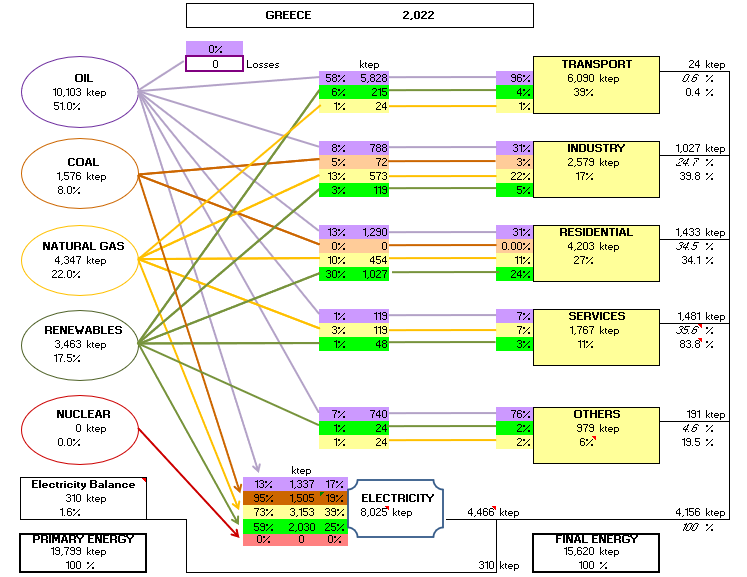 GREECE 2,022
0%
0 Losses
ktep
OIL
10,103 ktep
51.0%
COAL
1,576 ktep
8.0%
NATURAL GAS
4,347 ktep
22.0%
RENEWABLES
3,463 ktep
17.5%
NUCLEAR
0 ktep
0.0%
58% 5,828 96%
6% 215 4%
1% 24 1%
TRANSPORT
6,090 ktep
39%
24 ktep
0.6 %
0.4 %
8% 788 31%
5% 72 3%
13% 573 22%
3% 119 5%
INDUSTRY
2,579 ktep
17%
1,027 ktep
24.7 %
39.8 %
13% 1,290 31%
0% 0 0.00%
10% 454 11%
30% 1,027 24%
RESIDENTIAL
4,203 ktep
27%
1,433 ktep
34.5 %
34.1 %
1% 119 7%
3% 119 7%
1% 48 3%
SERVICES
1,767 ktep
11%
1,481 ktep
35.6 %
83.8 %
7% 740 76%
1% 24 2%
1% 24 2%
OTHERS
979 ktep
6%
191 ktep
4.6 %
19.5 %
ktep
13% 1,337 17%
95% 1,505 19%
73% 3,153 39%
59% 2,030 25%
0% 0 0%
ELECTRICITY
8,025 ktep
4,466 ktep
4,156 ktep
100 %
Electricity Balance
310 ktep
1.6%
PRIMARY ENERGY
19,799 ktep
100 %
310 ktep
FINAL ENERGY
15,620 ktep
100 %